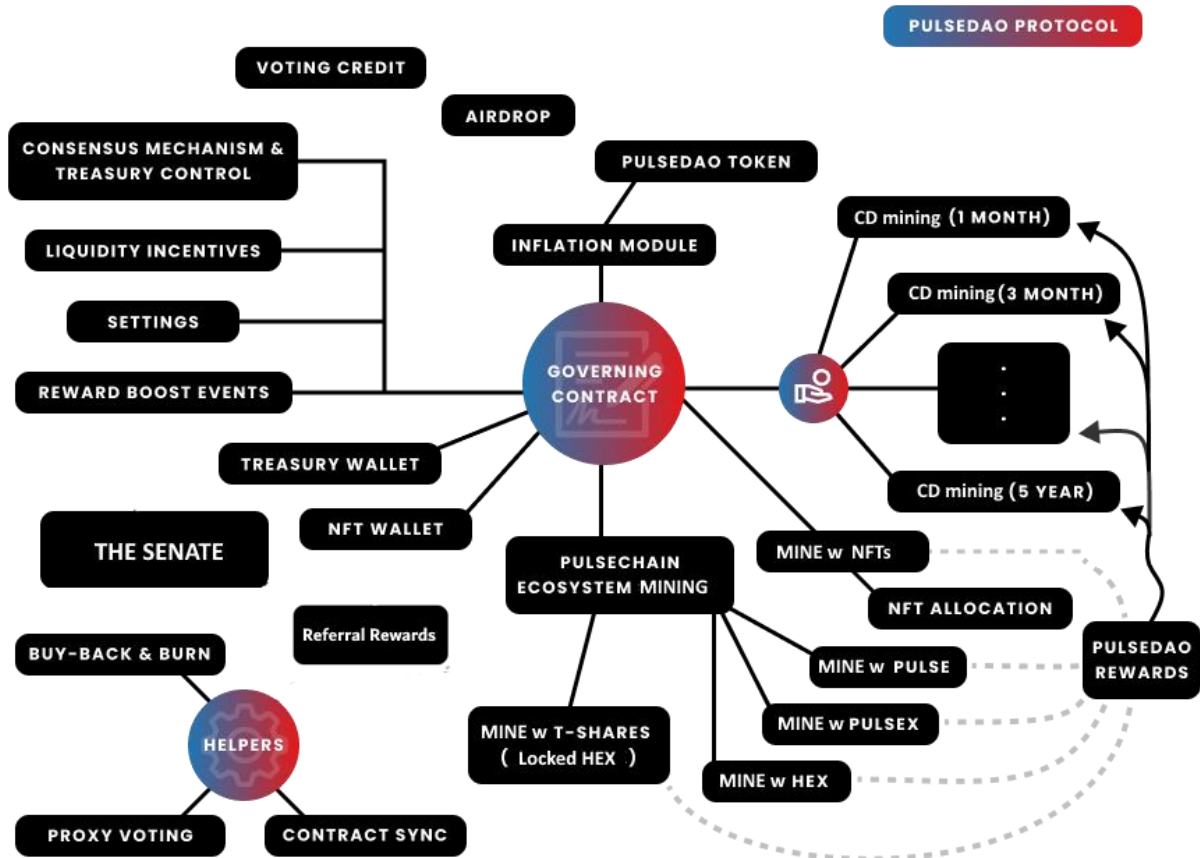 PULSEDAO PROTOCOL
VOTING CREDIT
AIRDROP
CONSENSUS MECHANISM &
TREASURY CONTROL
PULSEDAO TOKEN
CD mining (1 MONTH)
LIQUIDITY INCENTIVES
INFLATION MODULE
CD mining (3 MONTH)
SETTINGS
GOVERNING
CONTRACT
REWARD BOOST EVENTS
.
.
.
TREASURY WALLET
CD mining (5 YEAR)
NFT WALLET
THE SENATE
PULSECHAIN
ECOSYSTEM MINING
MINE w NFTs
NFT ALLOCATION
Referral Rewards
BUY-BACK & BURN
MINE w PULSE
PULSEDAO
REWARDS
MINE w T-SHARES
( Locked HEX )
MINE w PULSEX
HELPERS
MINE w HEX
PROXY VOTING
CONTRACT SYNC